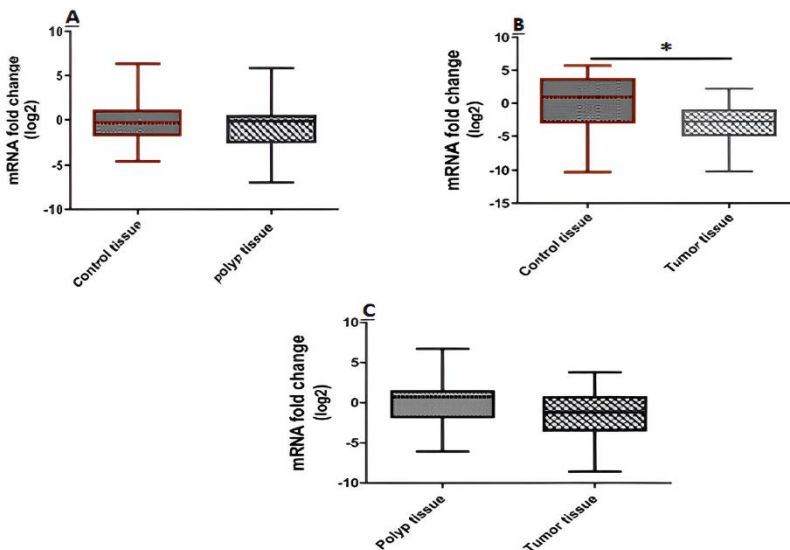 A
mRNA fold change
(log2)
10
5
0
-5
-10
Control tissue
polyp tissue
B
*
mRNA fold change
(log2)
10
5
0
-5
-10
-15
Control tissue
Tumor tissue
C
mRNA fold change
(log2)
10
5
0
-5
-10
Polyp tissue
Tumor tissue